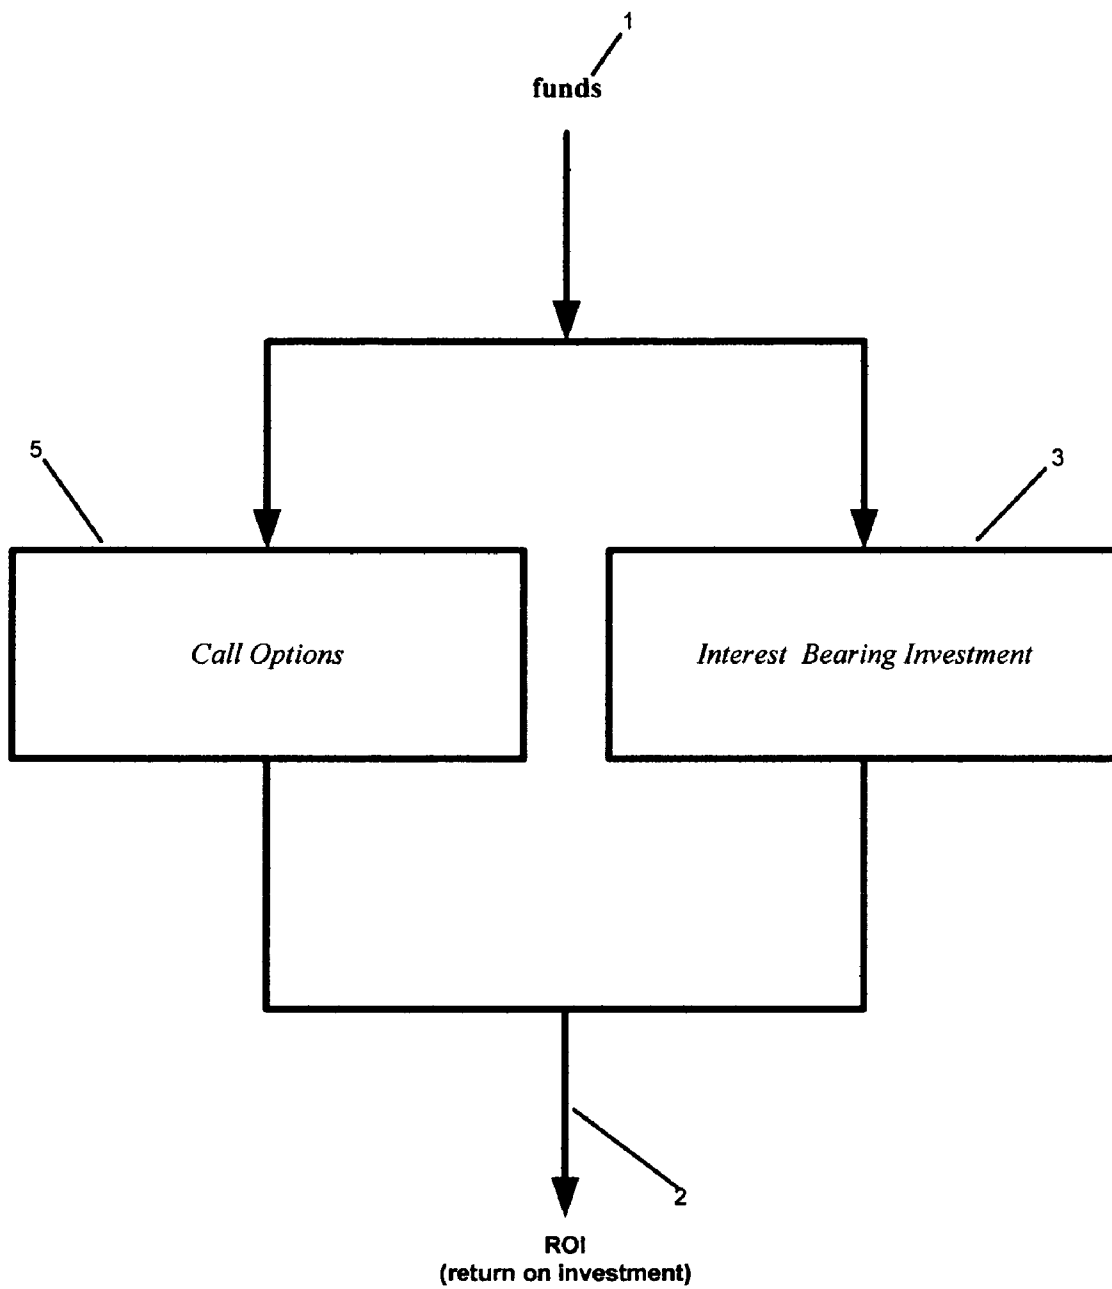 1
funds
5
3
Call Options
Interest Bearing Investment
2
ROI
(return on investment)